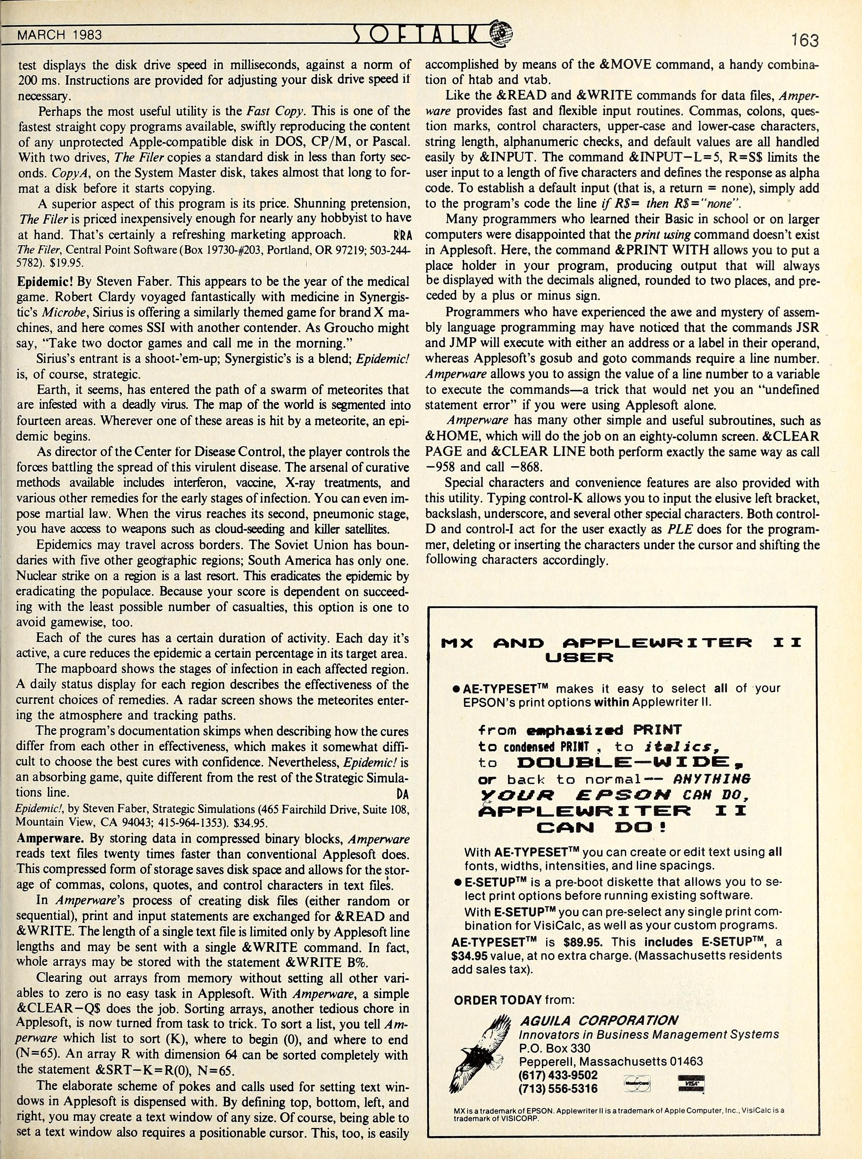 MARCH 1983
SOFTALK
163
test displays the disk drive speed in milliseconds, against a norm of
200 ms. Instructions are provided for adjusting your disk drive speed if
necessary.
Perhaps the most useful utility is the Fast Copy. This is one of the
fastest straight copy programs available, swiftly reproducing the content
of any unprotected Apple-compatible disk in DOS, CP/M, or Pascal.
With two drives, The Filer copies a standard disk in less than forty sec-
onds. CopyA, on the System Master disk, takes almost that long to for-
mat a disk before it starts copying.
A superior aspect of this program is its price. Shunning pretension,
The Filer is priced inexpensively enough for nearly any hobbyist to have
at hand. That's certainly a refreshing marketing approach. RRA
The Filer, Central Point Software (Box 19730-#203, Portland, OR 97219; 503-244-
5782). $19.95.
Epidemic! By Steven Faber. This appears to be the year of the medical
game. Robert Clardy voyaged fantastically with medicine in Synergis-
tic's Microbe, Sirius is offering a similarly themed game for brand X ma-
chines, and here comes SSI with another contender. As Groucho might
say, "Take two doctor games and call me in the morning."
Sirius's entrant is a shoot-'em-up; Synergistic's is a blend; Epidemic!
is, of course, strategic.
Earth, it seems, has entered the path of a swarm of meteorites that
are infested with a deadly virus. The map of the world is segmented into
fourteen areas. Wherever one of these areas is hit by a meteorite, an epi-
demic begins.
As director of the Center for Disease Control, the player controls the
forces battling the spread of this virulent disease. The arsenal of curative
methods available includes interferon, vaccine, X-ray treatments, and
various other remedies for the early stages of infection. You can even im-
pose martial law. When the virus reaches its second, pneumonic stage,
you have access to weapons such as cloud-seeding and killer satellites.
Epidemics may travel across borders. The Soviet Union has boun-
daries with five other geographic regions; South America has only one.
Nuclear strike on a region is a last resort. This eradicates the epidemic by
eradicating the populace. Because your score is dependent on succeed-
ing with the least possible number of casualties, this option is one to
avoid gamewise, too.
Each of the cures has a certain duration of activity. Each day it's
active, a cure reduces the epidemic a certain percentage in its target area.
The mapboard shows the stages of infection in each affected region.
A daily status display for each region describes the effectiveness of the
current choices of remedies. A radar screen shows the meteorites enter-
ing the atmosphere and tracking paths.
The program's documentation skimps when describing how the cures
differ from each other in effectiveness, which makes it somewhat diffi-
cult to choose the best cures with confidence. Nevertheless, Epidemic! is
an absorbing game, quite different from the rest of the Strategic Simula-
tions line. DA
Epidemic!, by Steven Faber, Strategic Simulations (465 Fairchild Drive, Suite 108,
Mountain View, CA 94043; 415-964-1353). $34.95.
Amperware. By storing data in compressed binary blocks, Amperware
reads text files twenty times faster than conventional Applesoft does.
This compressed form of storage saves disk space and allows for the stor-
age of commas, colons, quotes, and control characters in text files.
In Amperware's process of creating disk files (either random or
sequential), print and input statements are exchanged for &READ and
&WRITE. The length of a single text file is limited only by Applesoft line
lengths and may be sent with a single &WRITE command. In fact,
whole arrays may be stored with the statement &WRITE B%.
Clearing out arrays from memory without setting all other vari-
ables to zero is no easy task in Applesoft. With Amperware, a simple
&CLEAR–Q$ does the job. Sorting arrays, another tedious chore in
Applesoft, is now turned from task to trick. To sort a list, you tell Am-
perware which list to sort (K), where to begin (0), and where to end
(N=65). An array R with dimension 64 can be sorted completely with
the statement &SRT–K=R(0), N=65.
The elaborate scheme of pokes and calls used for setting text win-
dows in Applesoft is dispensed with. By defining top, bottom, left, and
right, you may create a text window of any size. Of course, being able to
set a text window also requires a positionable cursor. This, too, is easily
accomplished by means of the &MOVE command, a handy combina-
tion of htab and vtab.
Like the &READ and &WRITE commands for data files, Amper-
ware provides fast and flexible input routines. Commas, colons, ques-
tion marks, control characters, upper-case and lower-case characters,
string length, alphanumeric checks, and default values are all handled
easily by &INPUT. The command &INPUT–L=5, R=S$ limits the
user input to a length of five characters and defines the response as alpha
code. To establish a default input (that is, a return = none), simply add
to the program's code the line if R$= then R$="none".
Many programmers who learned their Basic in school or on larger
computers were disappointed that the print using command doesn't exist
in Applesoft. Here, the command &PRINT WITH allows you to put a
place holder in your program, producing output that will always
be displayed with the decimals aligned, rounded to two places, and pre-
ceded by a plus or minus sign.
Programmers who have experienced the awe and mystery of assem-
bly language programming may have noticed that the commands JSR
and JMP will execute with either an address or a label in their operand,
whereas Applesoft's gosub and goto commands require a line number.
Amperware allows you to assign the value of a line number to a variable
to execute the commands—a trick that would net you an "undefined
statement error" if you were using Applesoft alone.
Amperware has many other simple and useful subroutines, such as
&HOME, which will do the job on an eighty-column screen. &CLEAR
PAGE and &CLEAR LINE both perform exactly the same way as call
–958 and call –868.
Special characters and convenience features are also provided with
this utility. Typing control-K allows you to input the elusive left bracket,
backslash, underscore, and several other special characters. Both control-
D and control-I act for the user exactly as PLE does for the program-
mer, deleting or inserting the characters under the cursor and shifting the
following characters accordingly.
MX AND APPLEWRITER II
USER
● AE-TYPESET™ makes it easy to select all of your
EPSON's print options within Applewriter II.
from emphasized PRINT
to condensed PRINT , to italics,
to DOUBLE-WIDE,
or back to normal-- ANYTHING
YOUR EPSON CAN DO,
APPLEWRITER II
CAN DO!
With AE-TYPESET™ you can create or edit text using all
fonts, widths, intensities, and line spacings.
● E-SETUP™ is a pre-boot diskette that allows you to se-
lect print options before running existing software.
With E-SETUP™ you can pre-select any single print com-
bination for VisiCalc, as well as your custom programs.
AE-TYPESET™ is $89.95. This includes E-SETUP™, a
$34.95 value, at no extra charge. (Massachusetts residents
add sales tax).
ORDER TODAY from:
AGUILA CORPORATION
Innovators in Business Management Systems
P.O. Box 330
Pepperell, Massachusetts 01463
(617) 433-9502
(713) 556-5316
MasterCard
VISA
MX is a trademark of EPSON. Applewriter II is a trademark of Apple Computer, Inc., VisiCalc is a
trademark of VISICORP.